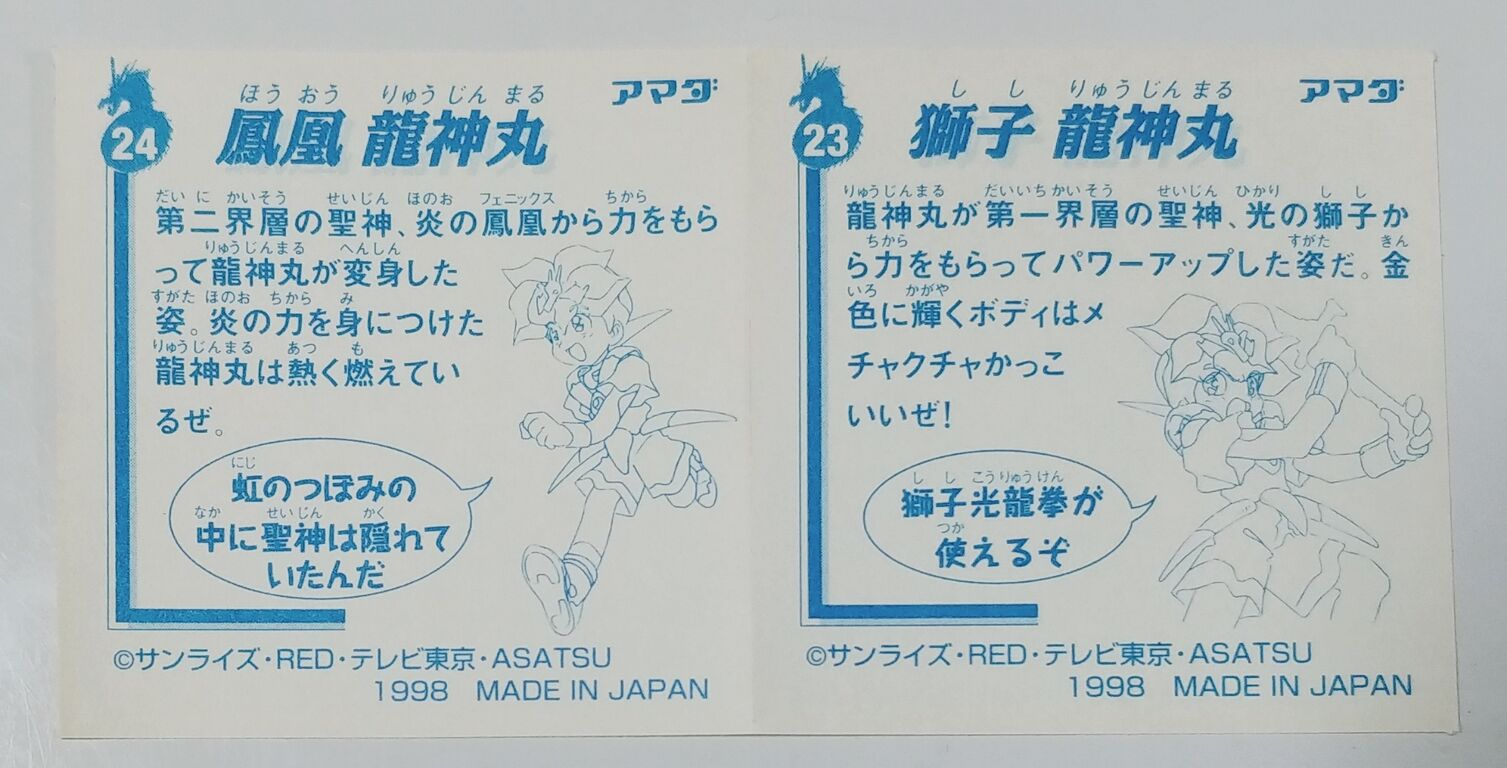 24
ほうおう りゅうじんまる
鳳凰 龍神丸
アマダ
だいにかいそう せいじん ほのお フェニックス ちから
第二界層の聖神、炎の鳳凰から力をもら
りゅうじんまる へんしん
って龍神丸が変身した
すがた ほのお ちから み
姿。炎の力を身につけた
りゅうじんまる あつ も
龍神丸は熱く燃えてい
るぜ。
にじ
虹のつぼみの
なか せいじん かく
中に聖神は隠れて
いたんだ
©サンライズ・RED・テレビ東京・ASATSU
1998 MADE IN JAPAN
23
しし りゅうじんまる
獅子 龍神丸
アマダ
りゅうじんまる だいいちかいそう せいじん ひかり しし
龍神丸が第一界層の聖神、光の獅子か
ちから すがた きん
ら力をもらってパワーアップした姿だ。金
いろ かがや
色に輝くボディはメ
チャクチャかっこ
いいぜ!
しし こうりゅうけん
獅子光龍拳が
つか
使えるぞ
©サンライズ・RED・テレビ東京・ASATSU
1998 MADE IN JAPAN